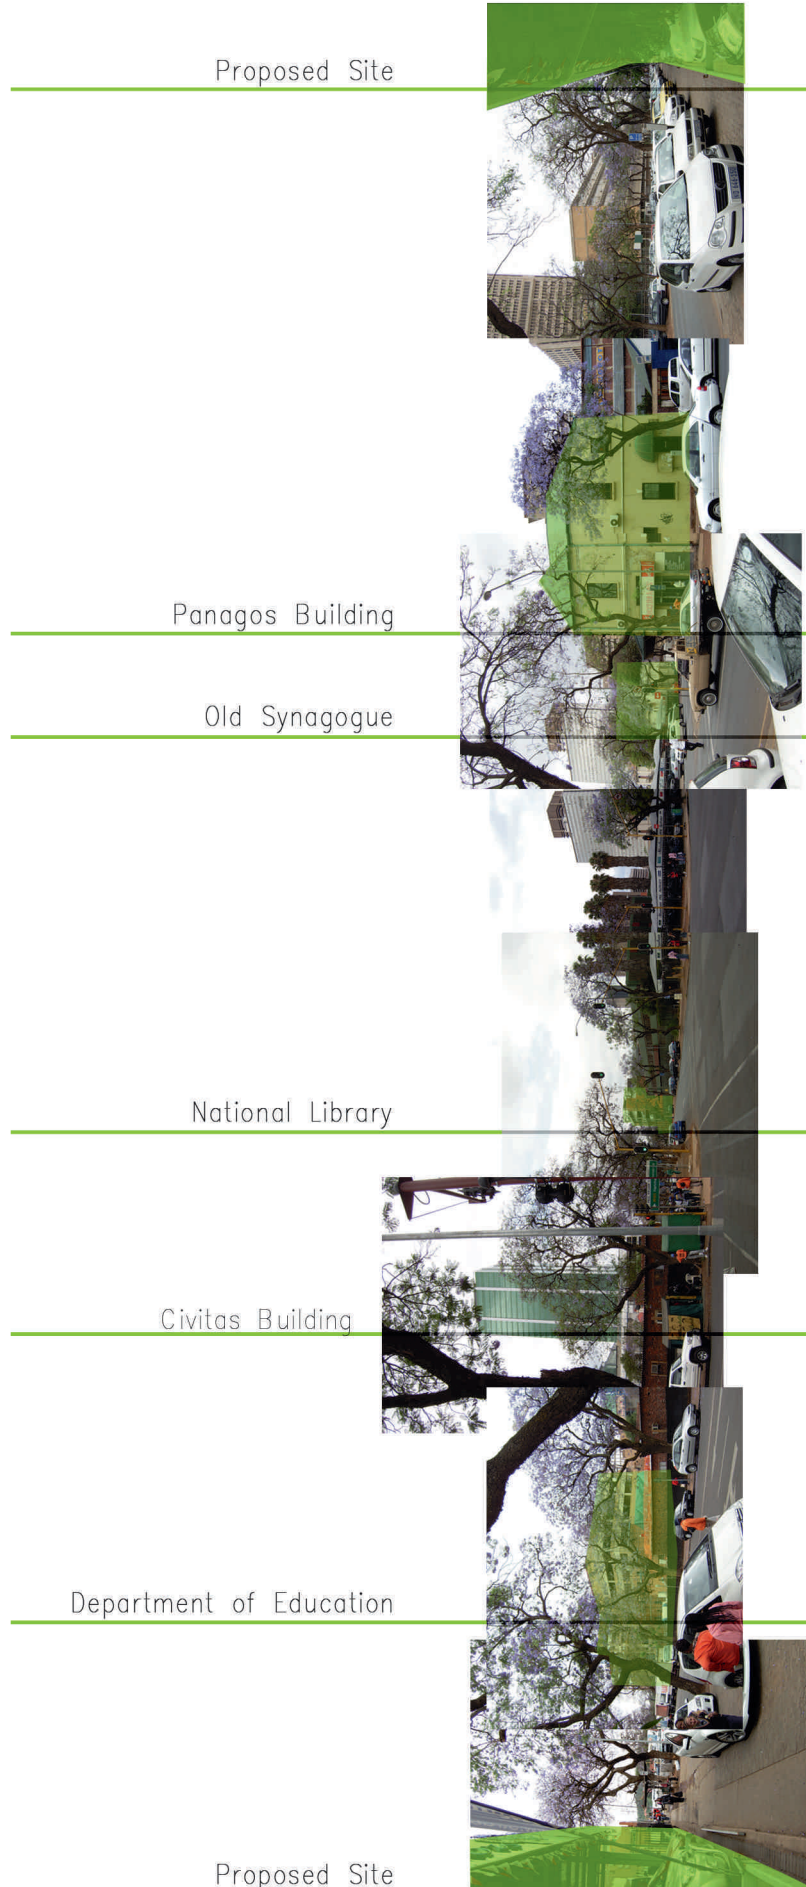 Proposed Site
Panagos Building
Old Synagogue
National Library
Civitas Building
Department of Education
Proposed Site